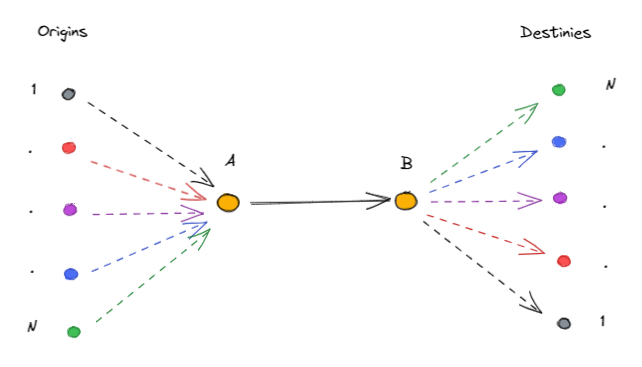 Origins
Destinies
1
N
.
.
A
B
.
.
.
.
N
1